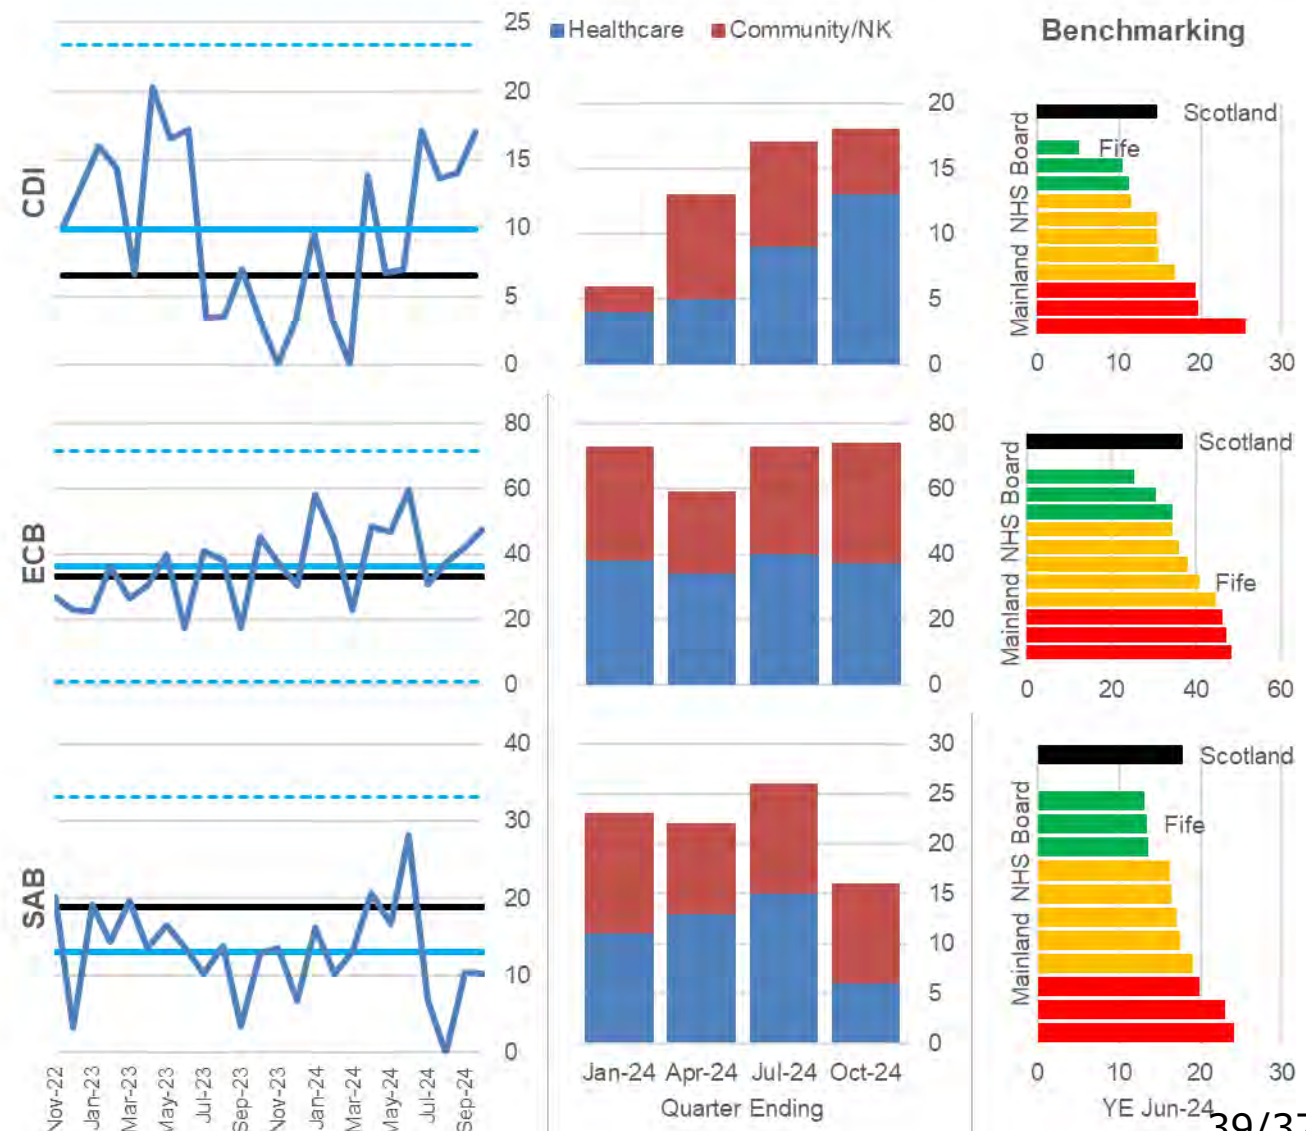 Healthcare Community/NK
Benchmarking
CDI
25
20
15
10
5
0
20
15
10
5
0
Mainland NHS Board
Scotland
Fife
0 10 20 30
ECB
80
60
40
20
0
80
60
40
20
0
Mainland NHS Board
Scotland
Fife
0 20 40 60
SAB
40
30
20
10
0
Nov-22 Jan-23 Mar-23 May-23 Jul-23 Sep-23 Nov-23 Jan-24 Mar-24 May-24 Jul-24 Sep-24
30
25
20
15
10
5
0
Jan-24 Apr-24 Jul-24 Oct-24
Quarter Ending
Mainland NHS Board
Scotland
Fife
0 10 20 30
YE Jun-24